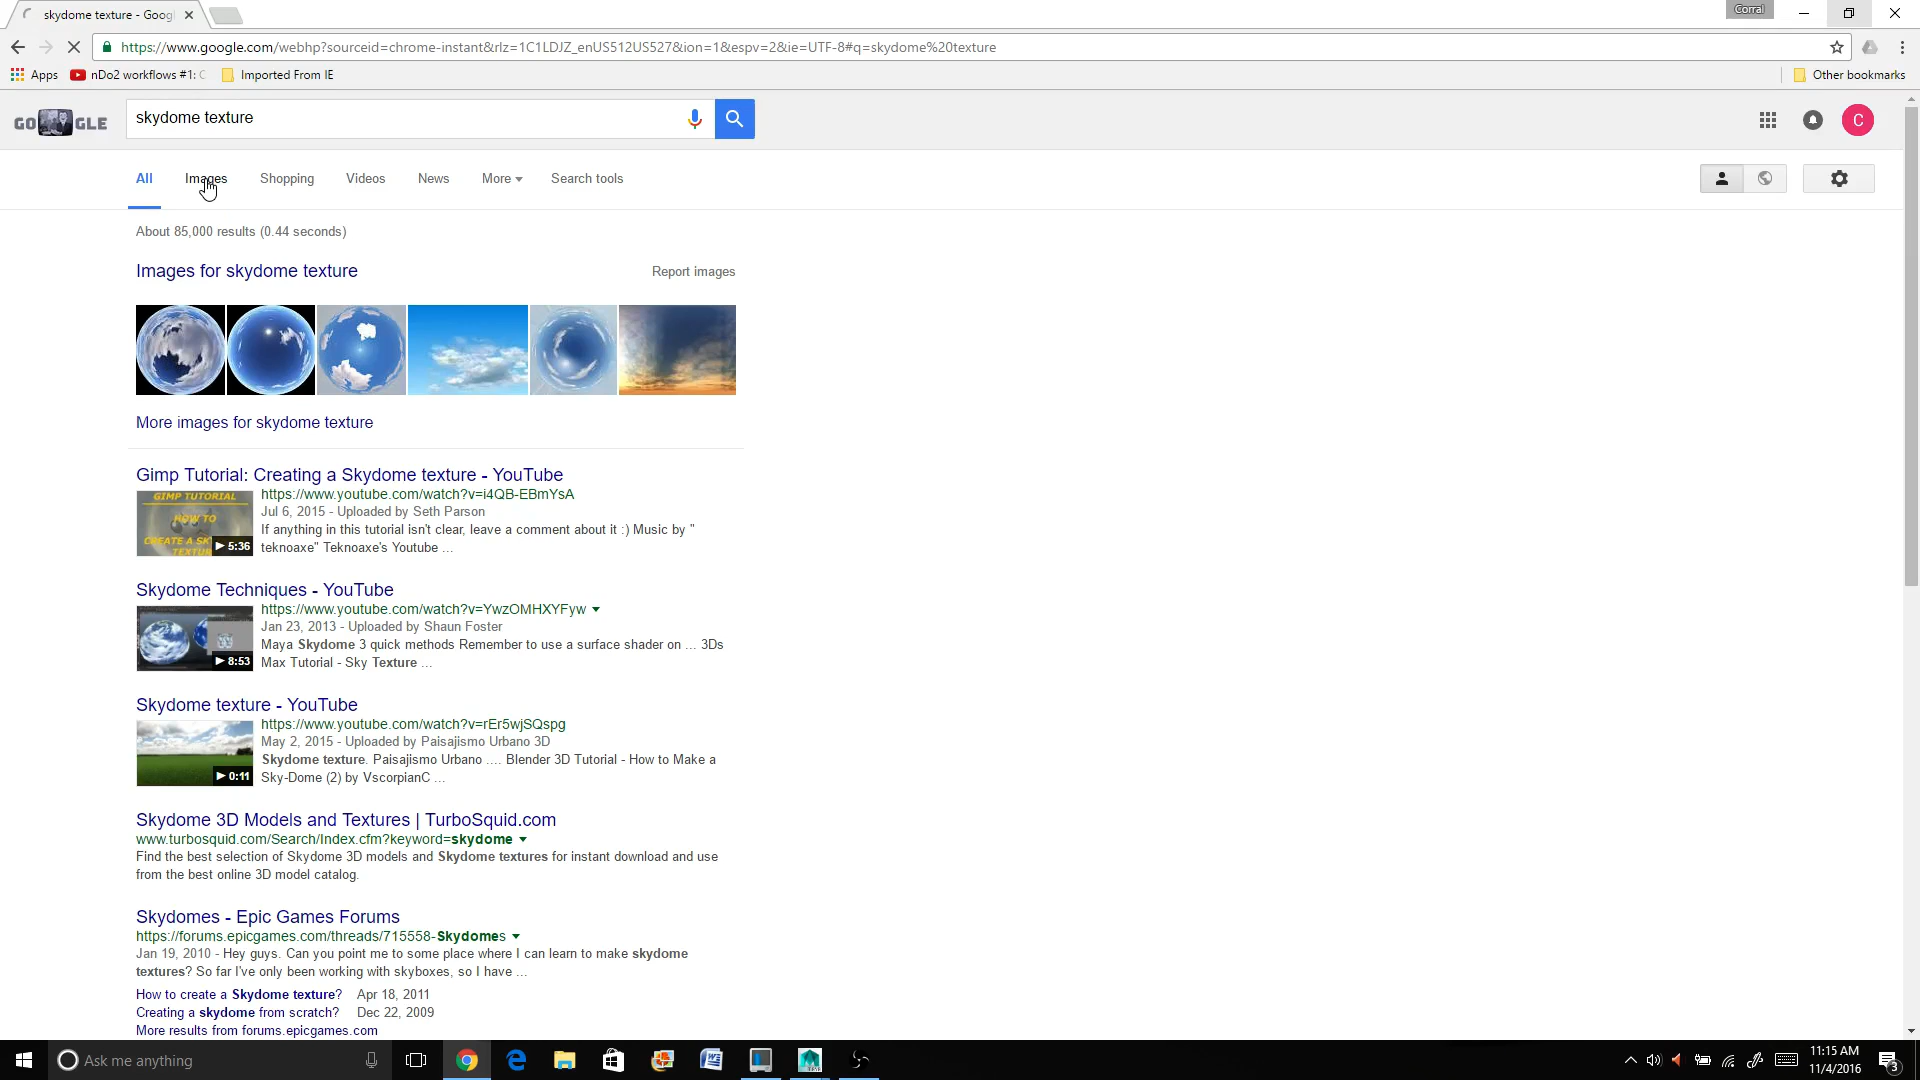 skydome texture - Goog
Corral
https://www.google.com/webhp?sourceid=chrome-instant&rlz=1C1LDJZ_enUS512US527&ion=1&espv=2&ie=UTF-8#q=skydome%20texture
Apps
nDo2 workflows #1:
Imported From IE
Other bookmarks
GO GLE
skydome texture
C
All
Images
Shopping
Videos
News
More
Search tools
About 85,000 results (0.44 seconds)
Images for skydome texture
Report images
More images for skydome texture
Gimp Tutorial: Creating a Skydome texture - YouTube
https://www.youtube.com/watch?v=i4QB-EBmYsA
Jul 6, 2015 - Uploaded by Seth Parson
If anything in this tutorial isn't clear, leave a comment about it :) Music by "
teknoaxe" Teknoaxe's Youtube ...
GIMP TUTORIAL
HOW TO
CREATE A SK
TEXTUR
5:36
Skydome Techniques - YouTube
https://www.youtube.com/watch?v=YwzOMHXYFyw
Jan 23, 2013 - Uploaded by Shaun Foster
Maya Skydome 3 quick methods Remember to use a surface shader on ... 3Ds
Max Tutorial - Sky Texture ...
8:53
Skydome texture - YouTube
https://www.youtube.com/watch?v=rEr5wjSQspg
May 2, 2015 - Uploaded by Paisajismo Urbano 3D
Skydome texture. Paisajismo Urbano .... Blender 3D Tutorial - How to Make a
Sky-Dome (2) by VscorpianC ...
0:11
Skydome 3D Models and Textures | TurboSquid.com
www.turbosquid.com/Search/Index.cfm?keyword=skydome
Find the best selection of Skydome 3D models and Skydome textures for instant download and use
from the best online 3D model catalog.
Skydomes - Epic Games Forums
https://forums.epicgames.com/threads/715558-Skydomes
Jan 19, 2010 - Hey guys. Can you point me to some place where I can learn to make skydome
textures? So far I've only been working with skyboxes, so I have ...
How to create a Skydome texture? Apr 18, 2011
Creating a skydome from scratch? Dec 22, 2009
More results from forums.epicgames.com
Ask me anything
11:15 AM
11/4/2016
3